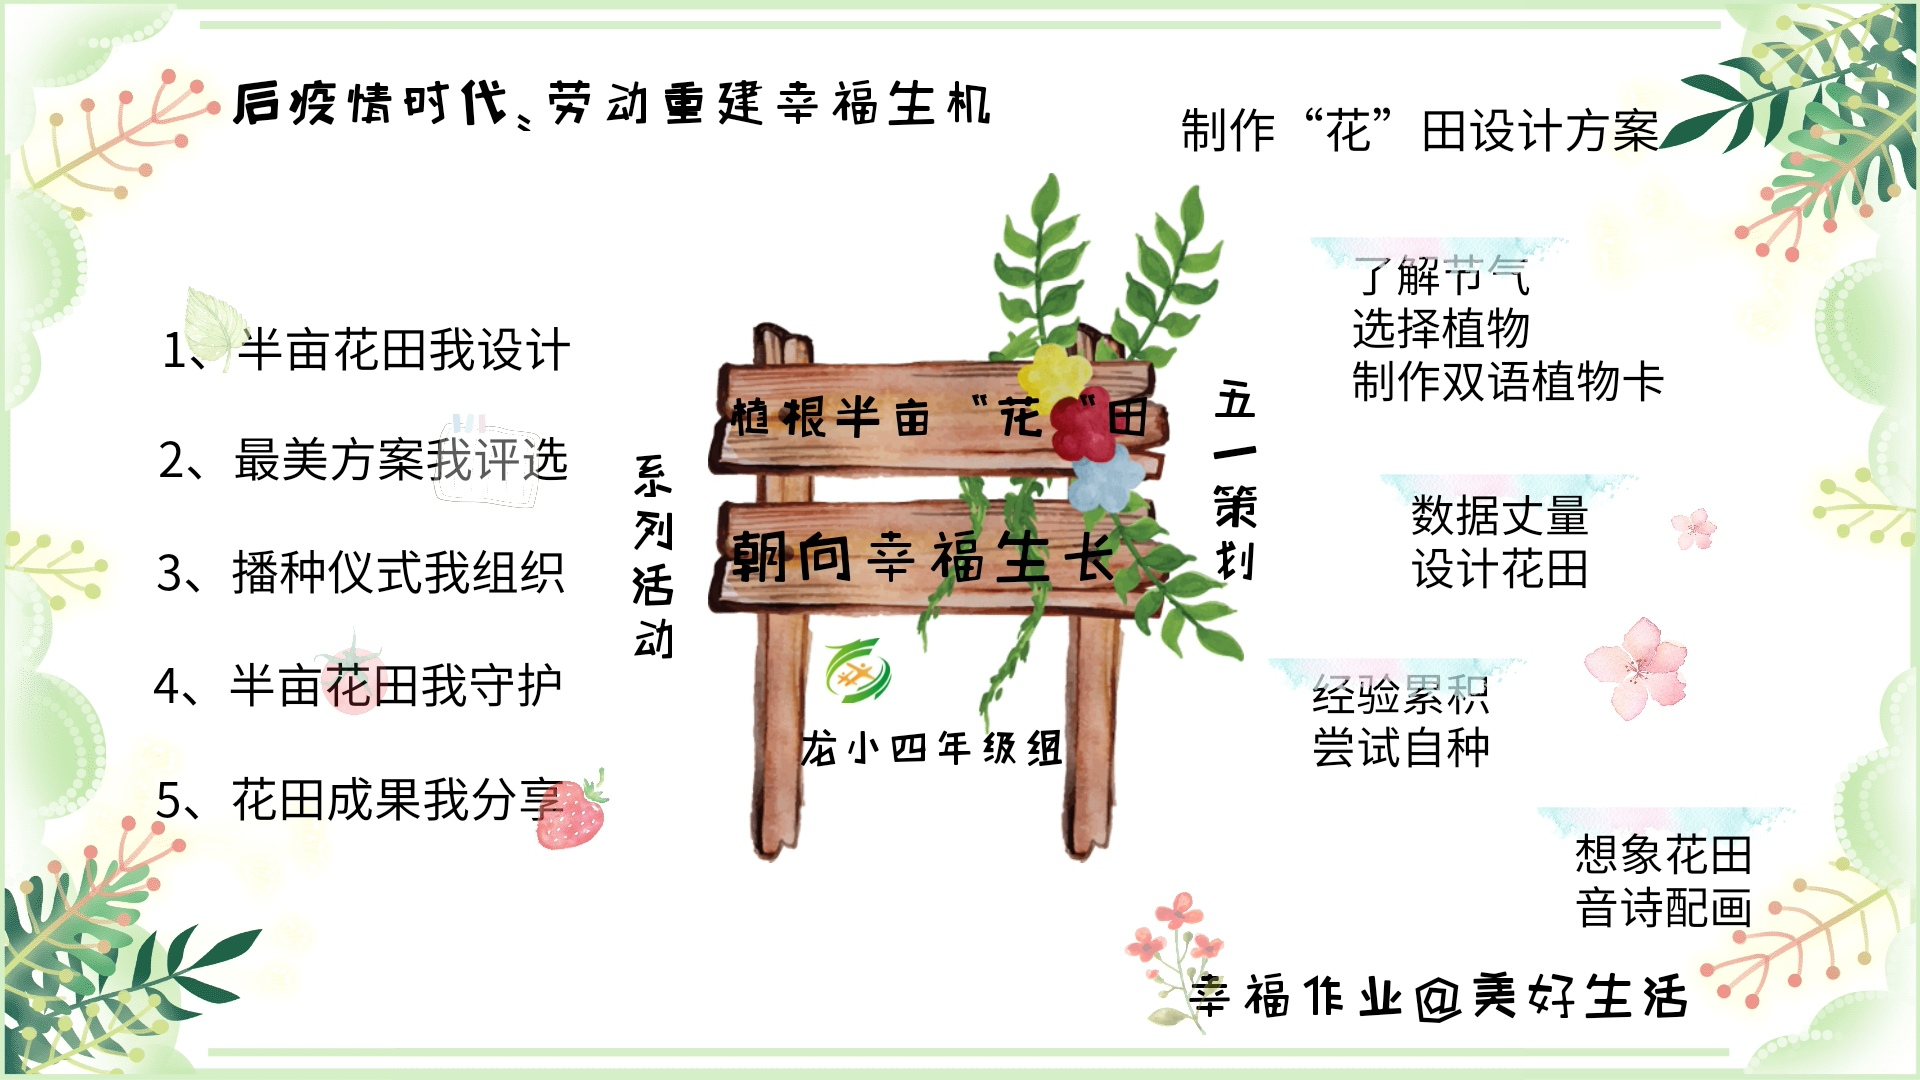 后疫情时代、劳动重建幸福生机
制作“花”田设计方案
1、半亩花田我设计
2、最美方案我评选
3、播种仪式我组织
4、半亩花田我守护
5、花田成果我分享
系列活动
植根半亩“花“田
朝向幸福生长
龙小四年级组
五一策划
了解节气
选择植物
制作双语植物卡
数据丈量
设计花田
经验累积
尝试自种
想象花田
音诗配画
幸福作业@美好生活